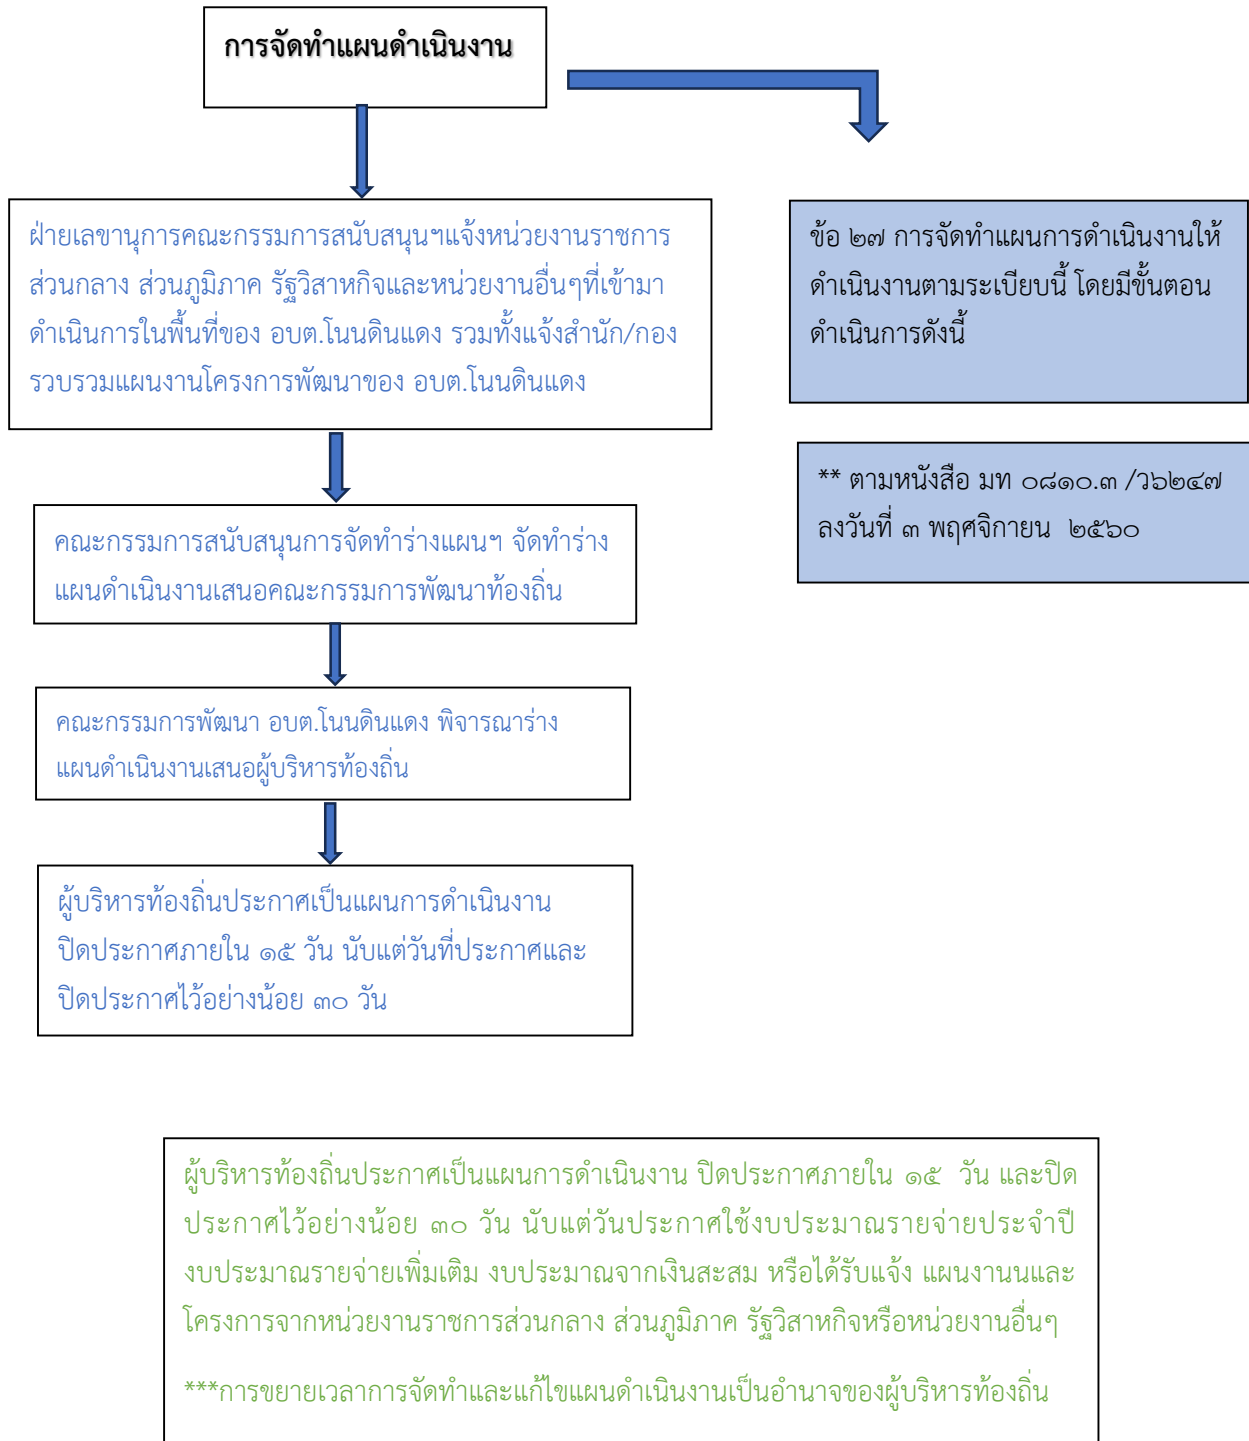 การจัดทำแผนดำเนินงาน
ฝ่ายเลขานุการคณะกรรมการสนับสนุนฯแจ้งหน่วยงานราชการ
ส่วนกลาง ส่วนภูมิภาค รัฐวิสาหกิจและหน่วยงานอื่นๆที่เข้ามา
ดำเนินการในพื้นที่ของ อบต.โนนดินแดง รวมทั้งแจ้งสำนัก/กอง
รวบรวมแผนงานโครงการพัฒนาของ อบต.โนนดินแดง
ข้อ ๒๗ การจัดทำแผนการดำเนินงานให้
ดำเนินงานตามระเบียบนี้ โดยมีขั้นตอน
ดำเนินการดังนี้
** ตามหนังสือ มท ๐๘๑๐.๓ /ว๖๒๔๗
ลงวันที่ ๓ พฤศจิกายน ๒๕๖๐
คณะกรรมการสนับสนุนการจัดทำร่างแผนฯ จัดทำร่าง
แผนดำเนินงานเสนอคณะกรรมการพัฒนาท้องถิ่น
คณะกรรมการพัฒนา อบต.โนนดินแดง พิจารณาร่าง
แผนดำเนินงานเสนอผู้บริหารท้องถิ่น
ผู้บริหารท้องถิ่นประกาศเป็นแผนการดำเนินงาน
ปิดประกาศภายใน ๑๕ วัน นับแต่วันที่ประกาศและ
ปิดประกาศไว้อย่างน้อย ๓๐ วัน
ผู้บริหารท้องถิ่นประกาศเป็นแผนการดำเนินงาน ปิดประกาศภายใน ๑๕ วัน และปิด
ประกาศไว้อย่างน้อย ๓๐ วัน นับแต่วันประกาศใช้งบประมาณรายจ่ายประจำปี
งบประมาณรายจ่ายเพิ่มเติม งบประมาณจากเงินสะสม หรือได้รับแจ้ง แผนงานนและ
โครงการจากหน่วยงานราชการส่วนกลาง ส่วนภูมิภาค รัฐวิสาหกิจหรือหน่วยงานอื่นๆ
***การขยายเวลาการจัดทำและแก้ไขแผนดำเนินงานเป็นอำนาจของผู้บริหารท้องถิ่น